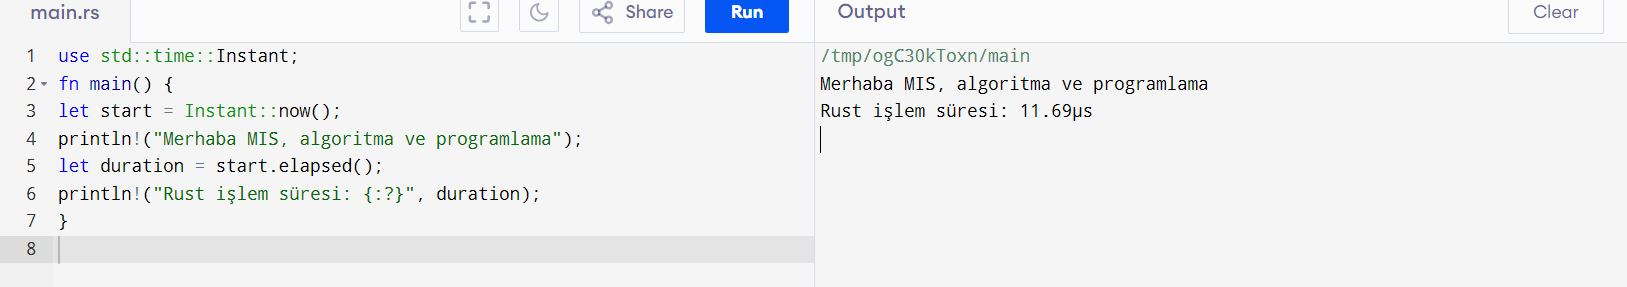 main.rs
Share
Run
Output
Clear
1 use std::time::Instant;
2 fn main() {
3 let start = Instant::now();
4 println!("Merhaba MIS, algoritma ve programlama");
5 let duration = start.elapsed();
6 println!("Rust işlem süresi: {:?}", duration);
7 }
8
/tmp/ogC30kToxn/main
Merhaba MIS, algoritma ve programlama
Rust işlem süresi: 11.69µs